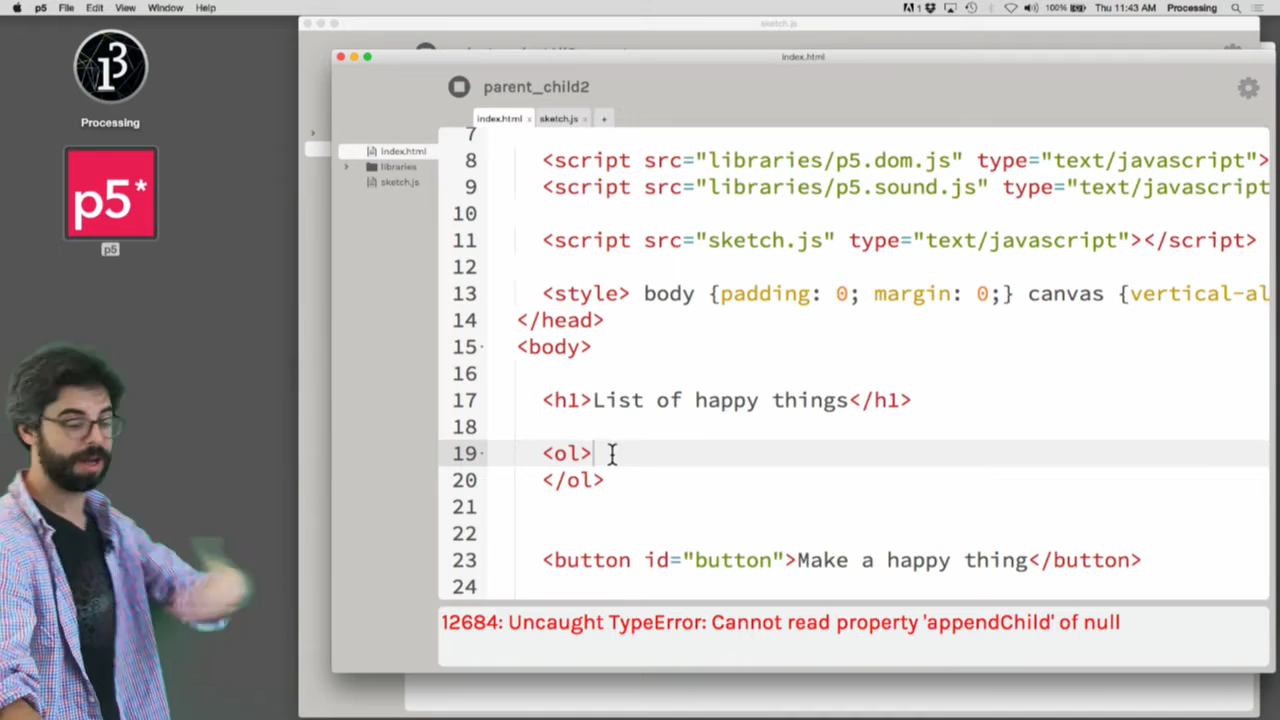 p5 File Edit View Window Help
1 100% Thu 11:43 AM Processing
sketch.js
index.html
Processing
p5*
p5
parent_child2
index.html × sketch.js × +
index.html
libraries
sketch.js
7
8 <script src="libraries/p5.dom.js" type="text/javascript">
9 <script src="libraries/p5.sound.js" type="text/javascript
10
11 <script src="sketch.js" type="text/javascript"></script>
12
13 <style> body {padding: 0; margin: 0;} canvas {vertical-al
14 </head>
15 <body>
16
17 <h1>List of happy things</h1>
18
19 <ol>
20 </ol>
21
22
23 <button id="button">Make a happy thing</button>
24
12684: Uncaught TypeError: Cannot read property 'appendChild' of null